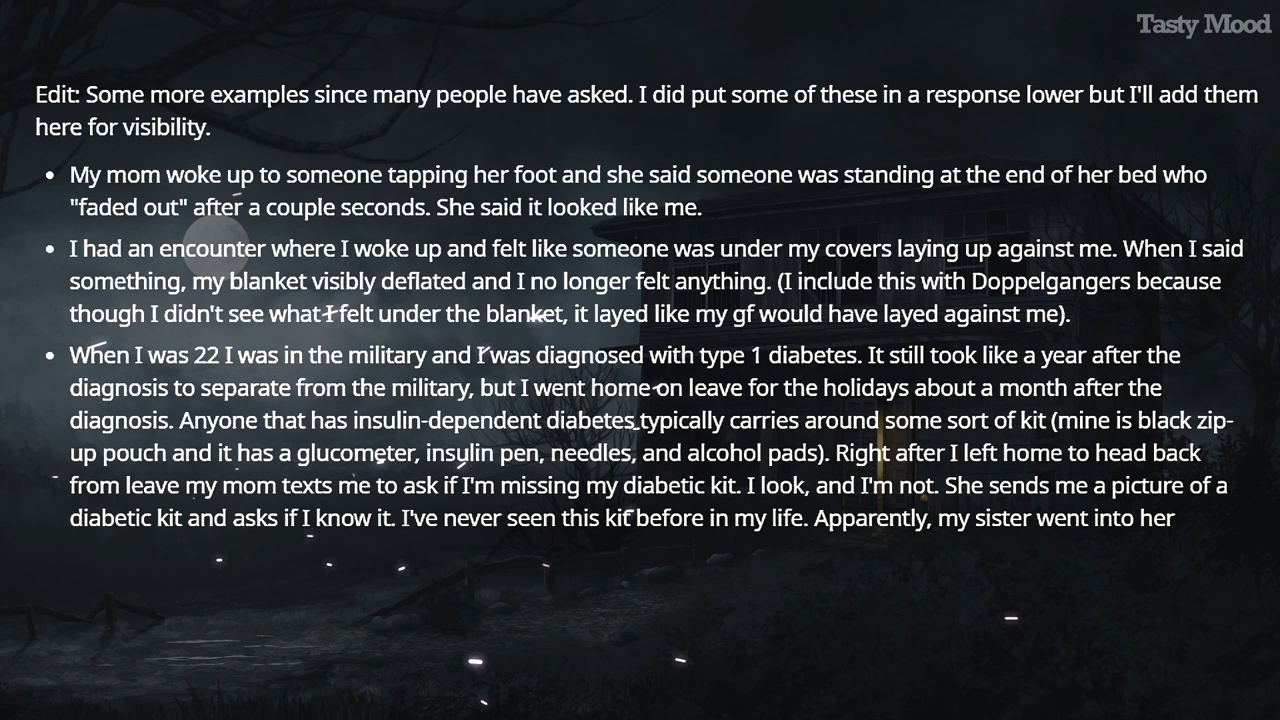 Tasty Mood
Edit: Some more examples since many people have asked. I did put some of these in a response lower but I'll add them
here for visibility.
• My mom woke up to someone tapping her foot and she said someone was standing at the end of her bed who
"faded out" after a couple seconds. She said it looked like me.
• I had an encounter where I woke up and felt like someone was under my covers laying up against me. When I said
something, my blanket visibly deflated and I no longer felt anything. (I include this with Doppelgangers because
though I didn't see what I felt under the blanket, it layed like my gf would have layed against me).
• When I was 22 I was in the military and I was diagnosed with type 1 diabetes. It still took like a year after the
diagnosis to separate from the military, but I went home on leave for the holidays about a month after the
diagnosis. Anyone that has insulin-dependent diabetes typically carries around some sort of kit (mine is black zip-
up pouch and it has a glucometer, insulin pen, needles, and alcohol pads). Right after I left home to head back
from leave my mom texts me to ask if I'm missing my diabetic kit. I look, and I'm not. She sends me a picture of a
diabetic kit and asks if I know it. I've never seen this kit before in my life. Apparently, my sister went into her